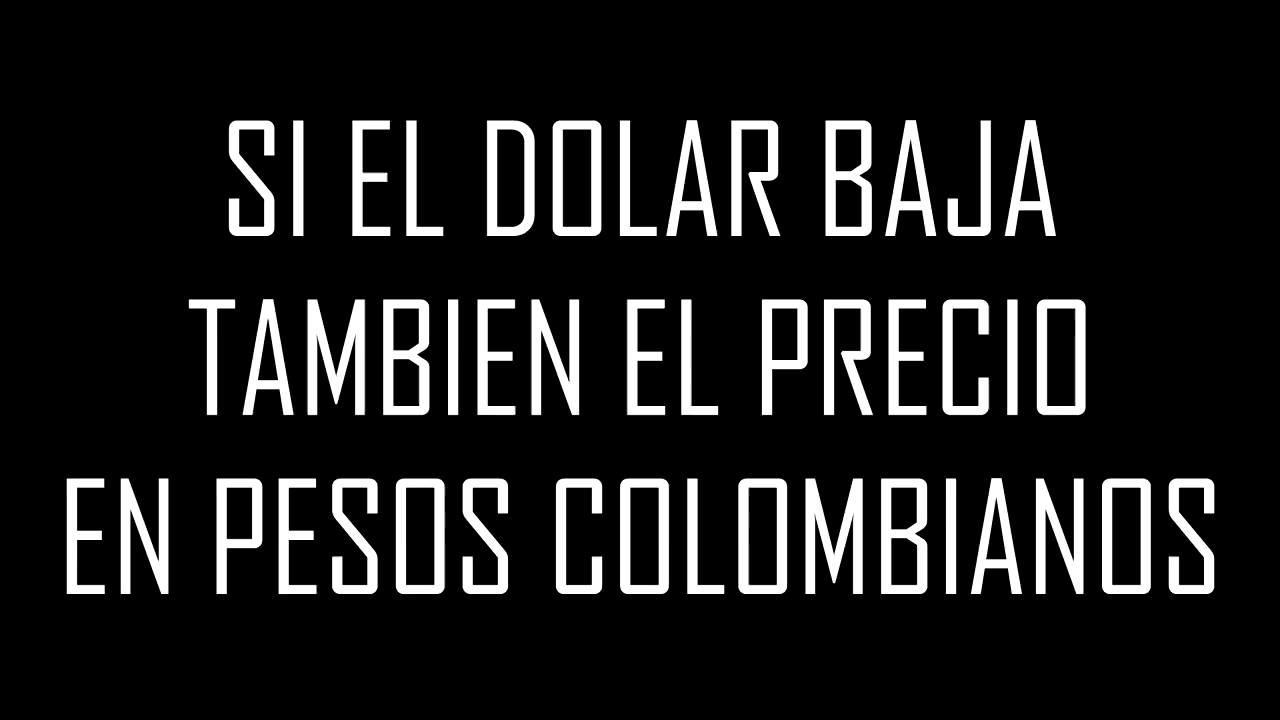 SI EL DOLAR BAJA
TAMBIEN EL PRECIO
EN PESOS COLOMBIANOS